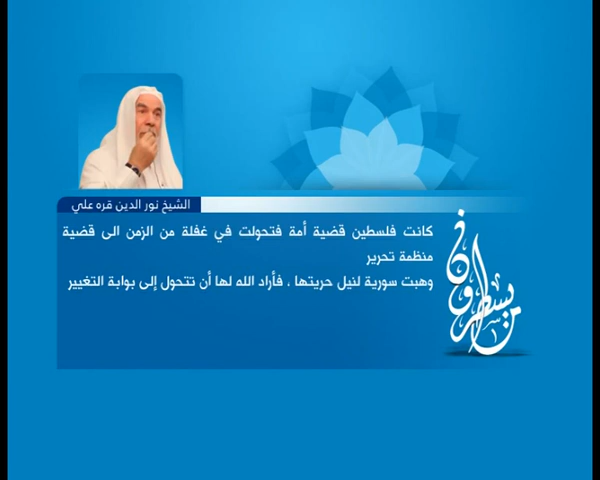 الشيخ نور الدين قره علي
كانت فلسطين قضية أمة فتحولت في غفلة من الزمن الى قضية
منظمة تحرير
وهبت سورية لنيل حريتها ، فأراد الله لها أن تتحول إلى بوابة التغيير